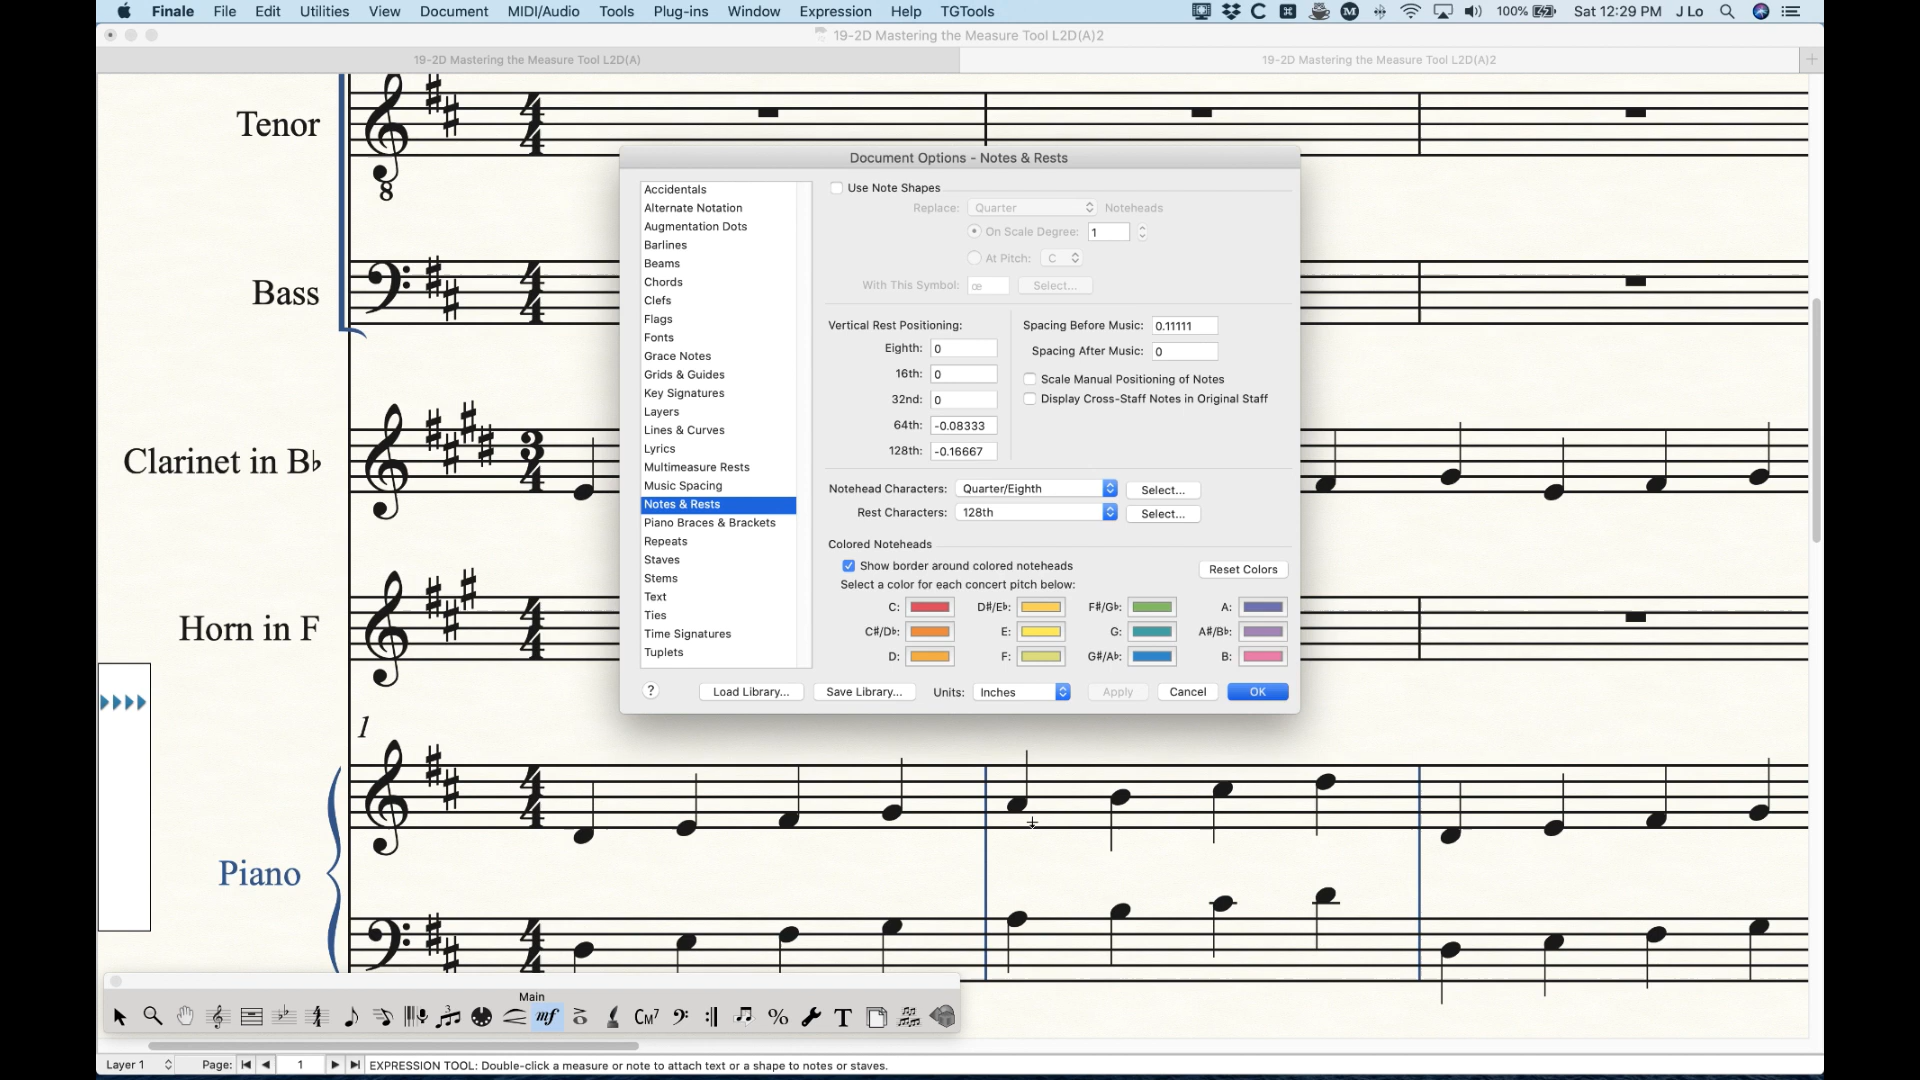 Finale File Edit Utilities View Document MIDI/Audio Tools Plug-ins Window Expression Help TGTools 100% Sat 12:29 PM J Lo
19-2D Mastering the Measure Tool L2D(A)2
19-2D Mastering the Measure Tool L2D(A) 19-2D Mastering the Measure Tool L2D(A)2
Tenor
8
Bass
Clarinet in B♭
Horn in F
1
Piano
Document Options - Notes & Rests
Accidentals
Alternate Notation
Augmentation Dots
Barlines
Beams
Chords
Clefs
Flags
Fonts
Grace Notes
Grids & Guides
Key Signatures
Layers
Lines & Curves
Lyrics
Multimeasure Rests
Music Spacing
Notes & Rests
Piano Braces & Brackets
Repeats
Staves
Stems
Text
Ties
Time Signatures
Tuplets
Use Note Shapes
Replace: Quarter Noteheads
On Scale Degree: 1
At Pitch: C
With This Symbol: œ Select...
Vertical Rest Positioning:
Eighth: 0
16th: 0
32nd: 0
64th: -0.08333
128th: -0.16667
Spacing Before Music: 0.11111
Spacing After Music: 0
Scale Manual Positioning of Notes
Display Cross-Staff Notes in Original Staff
Notehead Characters: Quarter/Eighth Select...
Rest Characters: 128th Select...
Colored Noteheads
Show border around colored noteheads Reset Colors
Select a color for each concert pitch below:
C: D#/E♭: F#/G♭: A:
C#/D♭: E: G: A#/B♭:
D: F: G#/A♭: B:
? Load Library... Save Library... Units: Inches Apply Cancel OK
Main
mf CM7 % T
Layer 1 Page: 1 EXPRESSION TOOL: Double-click a measure or note to attach text or a shape to notes or staves.